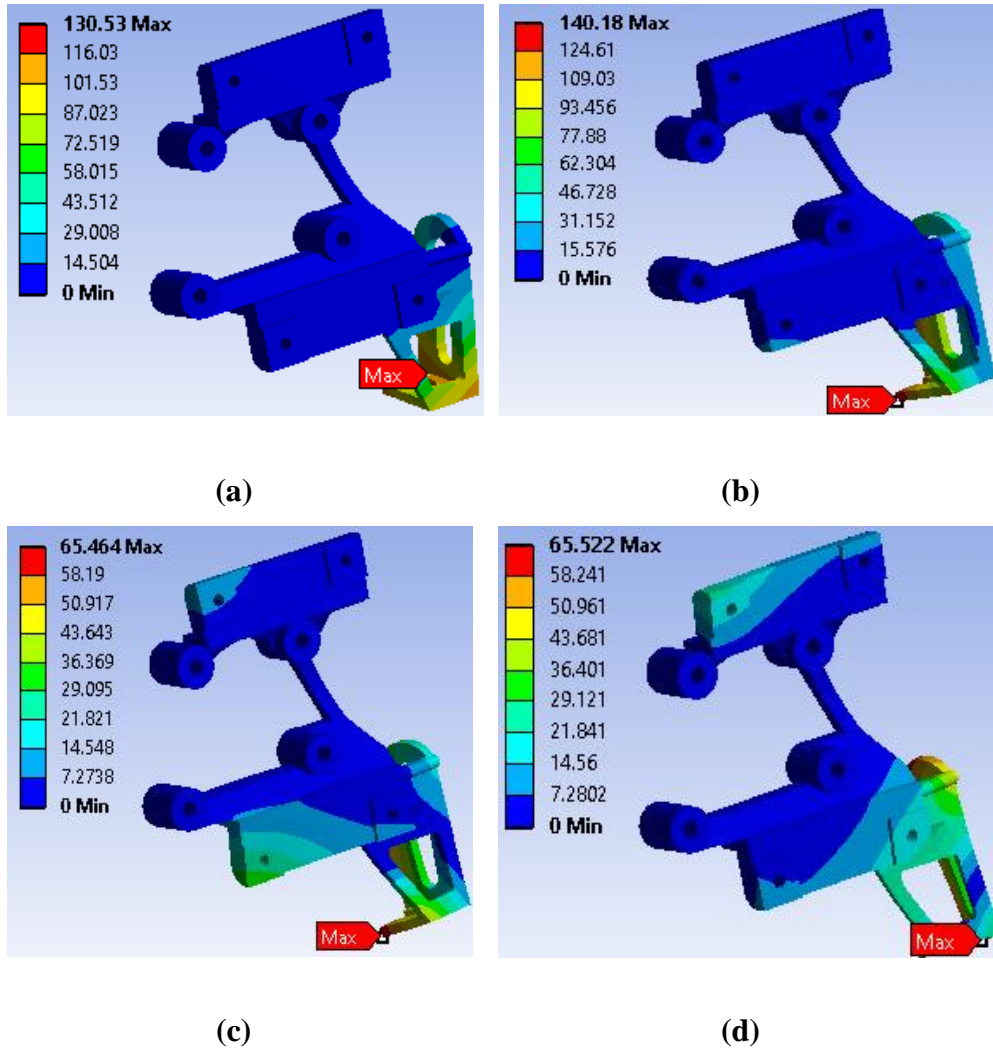 130.53 Max
116.03
101.53
87.023
72.519
58.015
43.512
29.008
14.504
0 Min
Max
(a)
140.18 Max
124.61
109.03
93.456
77.88
62.304
46.728
31.152
15.576
0 Min
Max
(b)
65.464 Max
58.19
50.917
43.643
36.369
29.095
21.821
14.548
7.2738
0 Min
Max
(c)
65.522 Max
58.241
50.961
43.681
36.401
29.121
21.841
14.56
7.2802
0 Min
Max
(d)